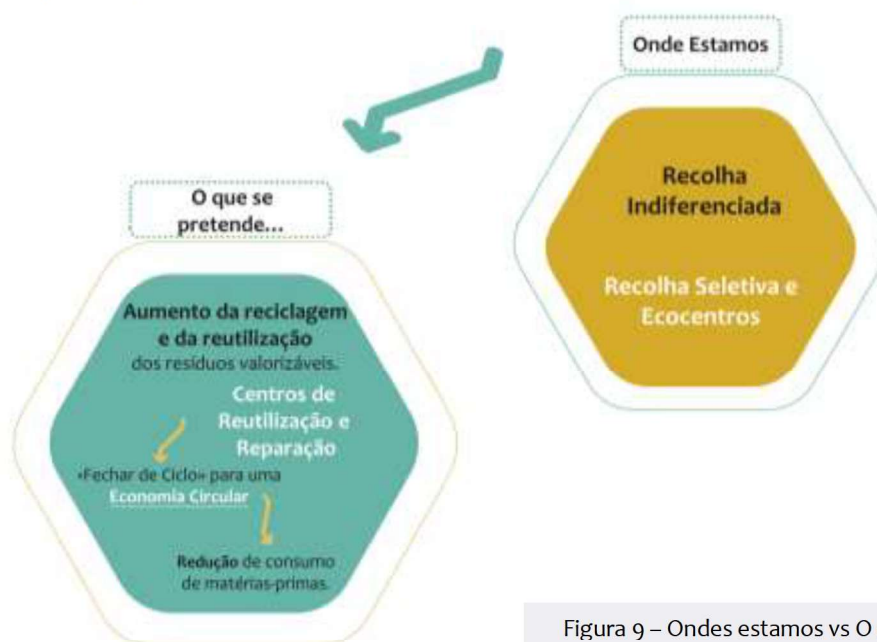 Onde Estamos
Recolha
Indiferenciada
Recolha Seletiva e
Ecocentros
O que se
pretende...
Aumento da reciclagem
e da reutilização
dos resíduos valorizáveis.
Centros de
Reutilização e
Reparação
«Fechar de Ciclo» para uma
Economia Circular
Redução de consumo
de matérias-primas.
Figura 9 – Ondes estamos vs O